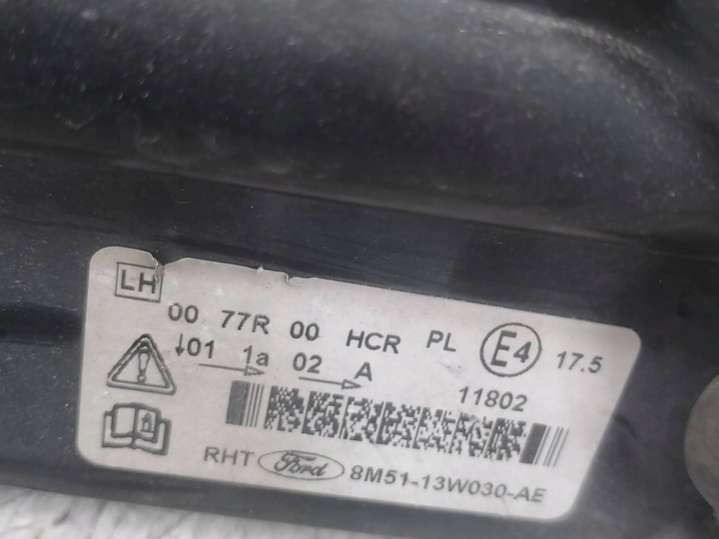 LH
00 77R 00 HCR PL E4 17.5
↓01 1a 02 A
11802
RHT Ford 8M51-13W030-AE